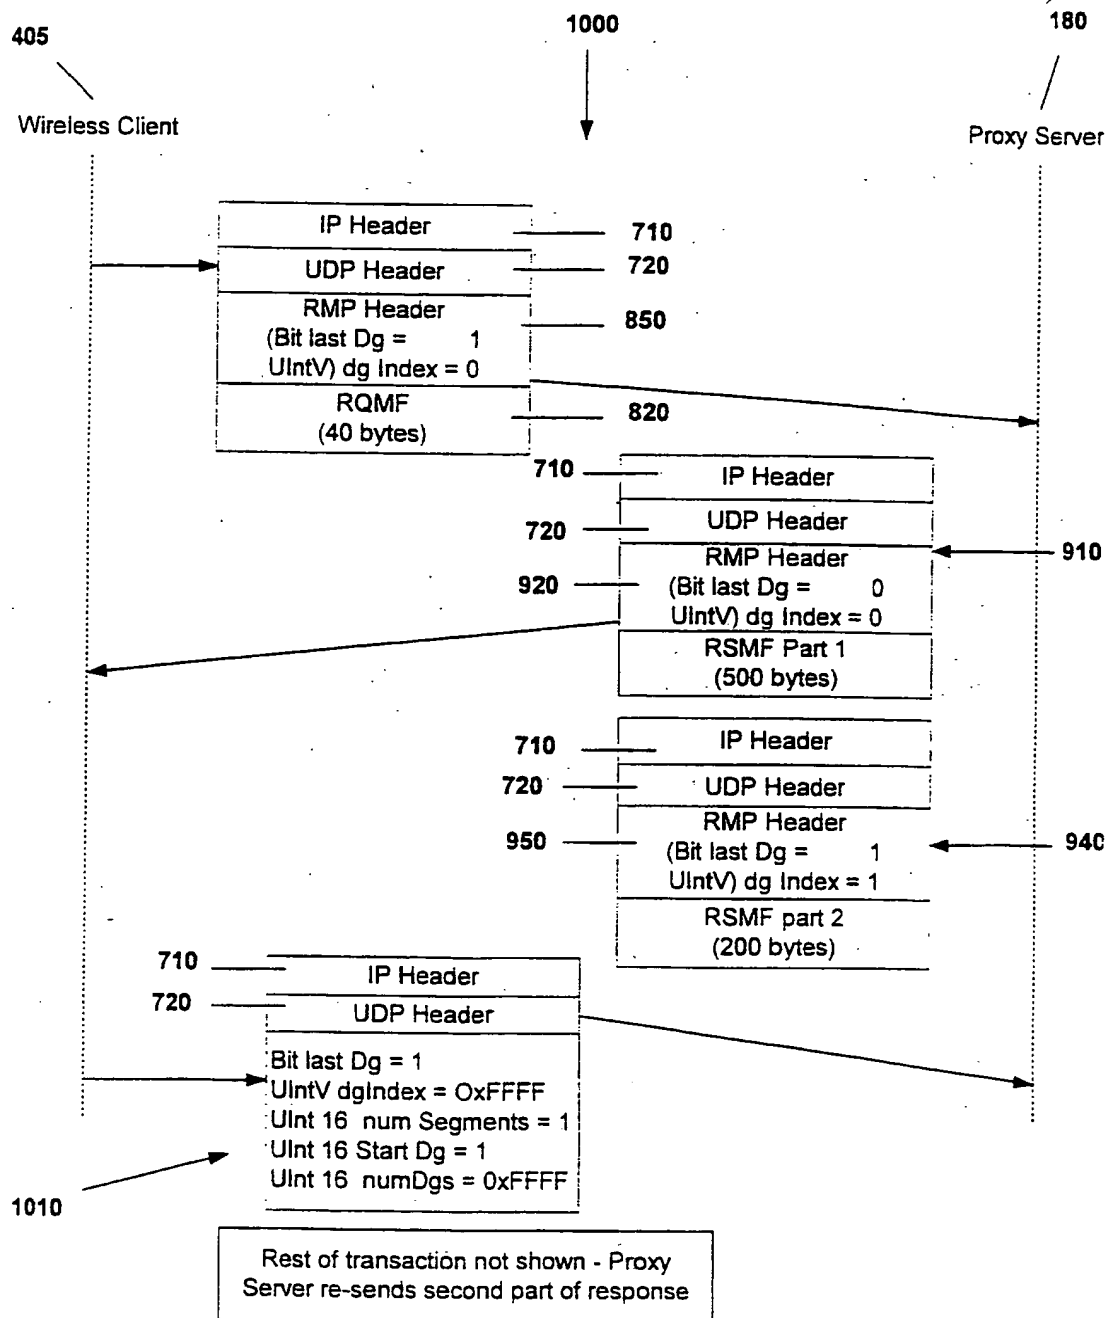 405
1000
180
Wireless Client
Proxy Server
IP Header
710
UDP Header
720
RMP Header
850
(Bit last Dg = 1
UIntV) dg Index = 0
RQMF
820
(40 bytes)
710
IP Header
720
UDP Header
910
RMP Header
920
(Bit last Dg = 0
UIntV) dg Index = 0
RSMF Part 1
(500 bytes)
710
IP Header
720
UDP Header
RMP Header
950
940
(Bit last Dg = 1
UIntV) dg Index = 1
RSMF part 2
(200 bytes)
710
IP Header
720
UDP Header
Bit last Dg = 1
UIntV dgIndex = OxFFFF
UInt 16 num Segments = 1
UInt 16 Start Dg = 1
UInt 16 numDgs = 0xFFFF
1010
Rest of transaction not shown - Proxy
Server re-sends second part of response